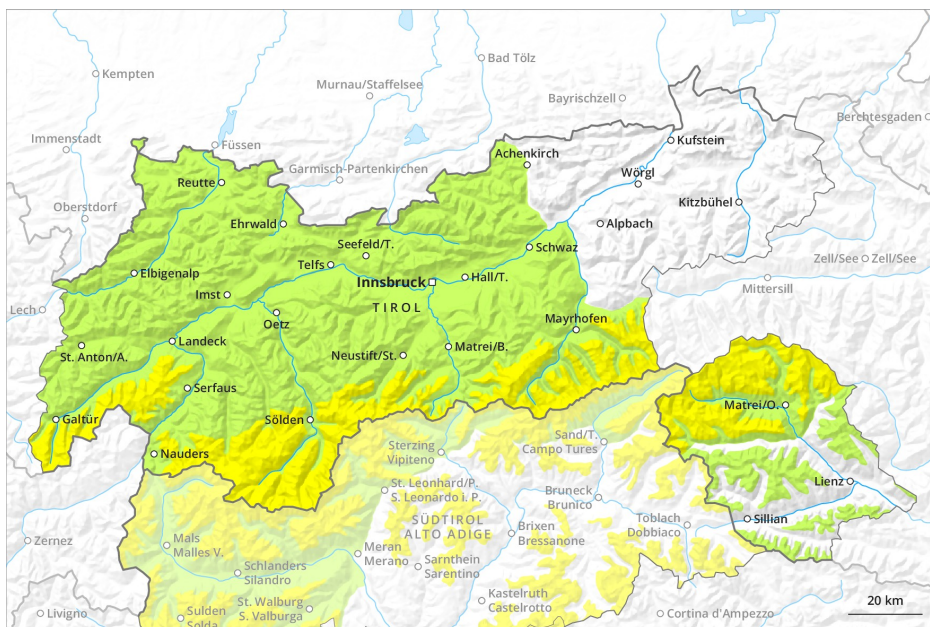 Kempten
Bad Tölz
Murnau/Staffelsee
Bayrischzell
Berchtesgaden
Immenstadt
Füssen
Kufstein
Achenkirch
Garmisch-Partenkirchen
Wörgl
Reutte
Oberstdorf
Kitzbühel
Ehrwald
Alpbach
Seefeld/T.
Schwaz
Zell/See
Zell/See
Telfs
Elbigenalp
Innsbruck
Hall/T.
Mittersill
Imst
Lech
TIROL
Oetz
Mayrhofen
Landeck
Matrei/B.
St. Anton/A.
Neustift/St.
Serfaus
Matrei/O.
Galtür
Sölden
Sand/T.
Campo Tures
Sterzing
Vipiteno
Nauders
Lienz
St. Leonhard/P.
S. Leonardo i. P.
Bruneck
Brunico
Sillian
SÜDTIROL
ALTO ADIGE
Toblach
Dobbiaco
Brixen
Bressanone
Zernez
Mals
Malles V.
Meran
Merano
Sarnthein
Sarentino
Schlanders
Silandro
Kastelruth
Castelrotto
St. Walburg
S. Valburga
Livigno
Sulden
Solda
Cortina d'Ampezzo
20 km